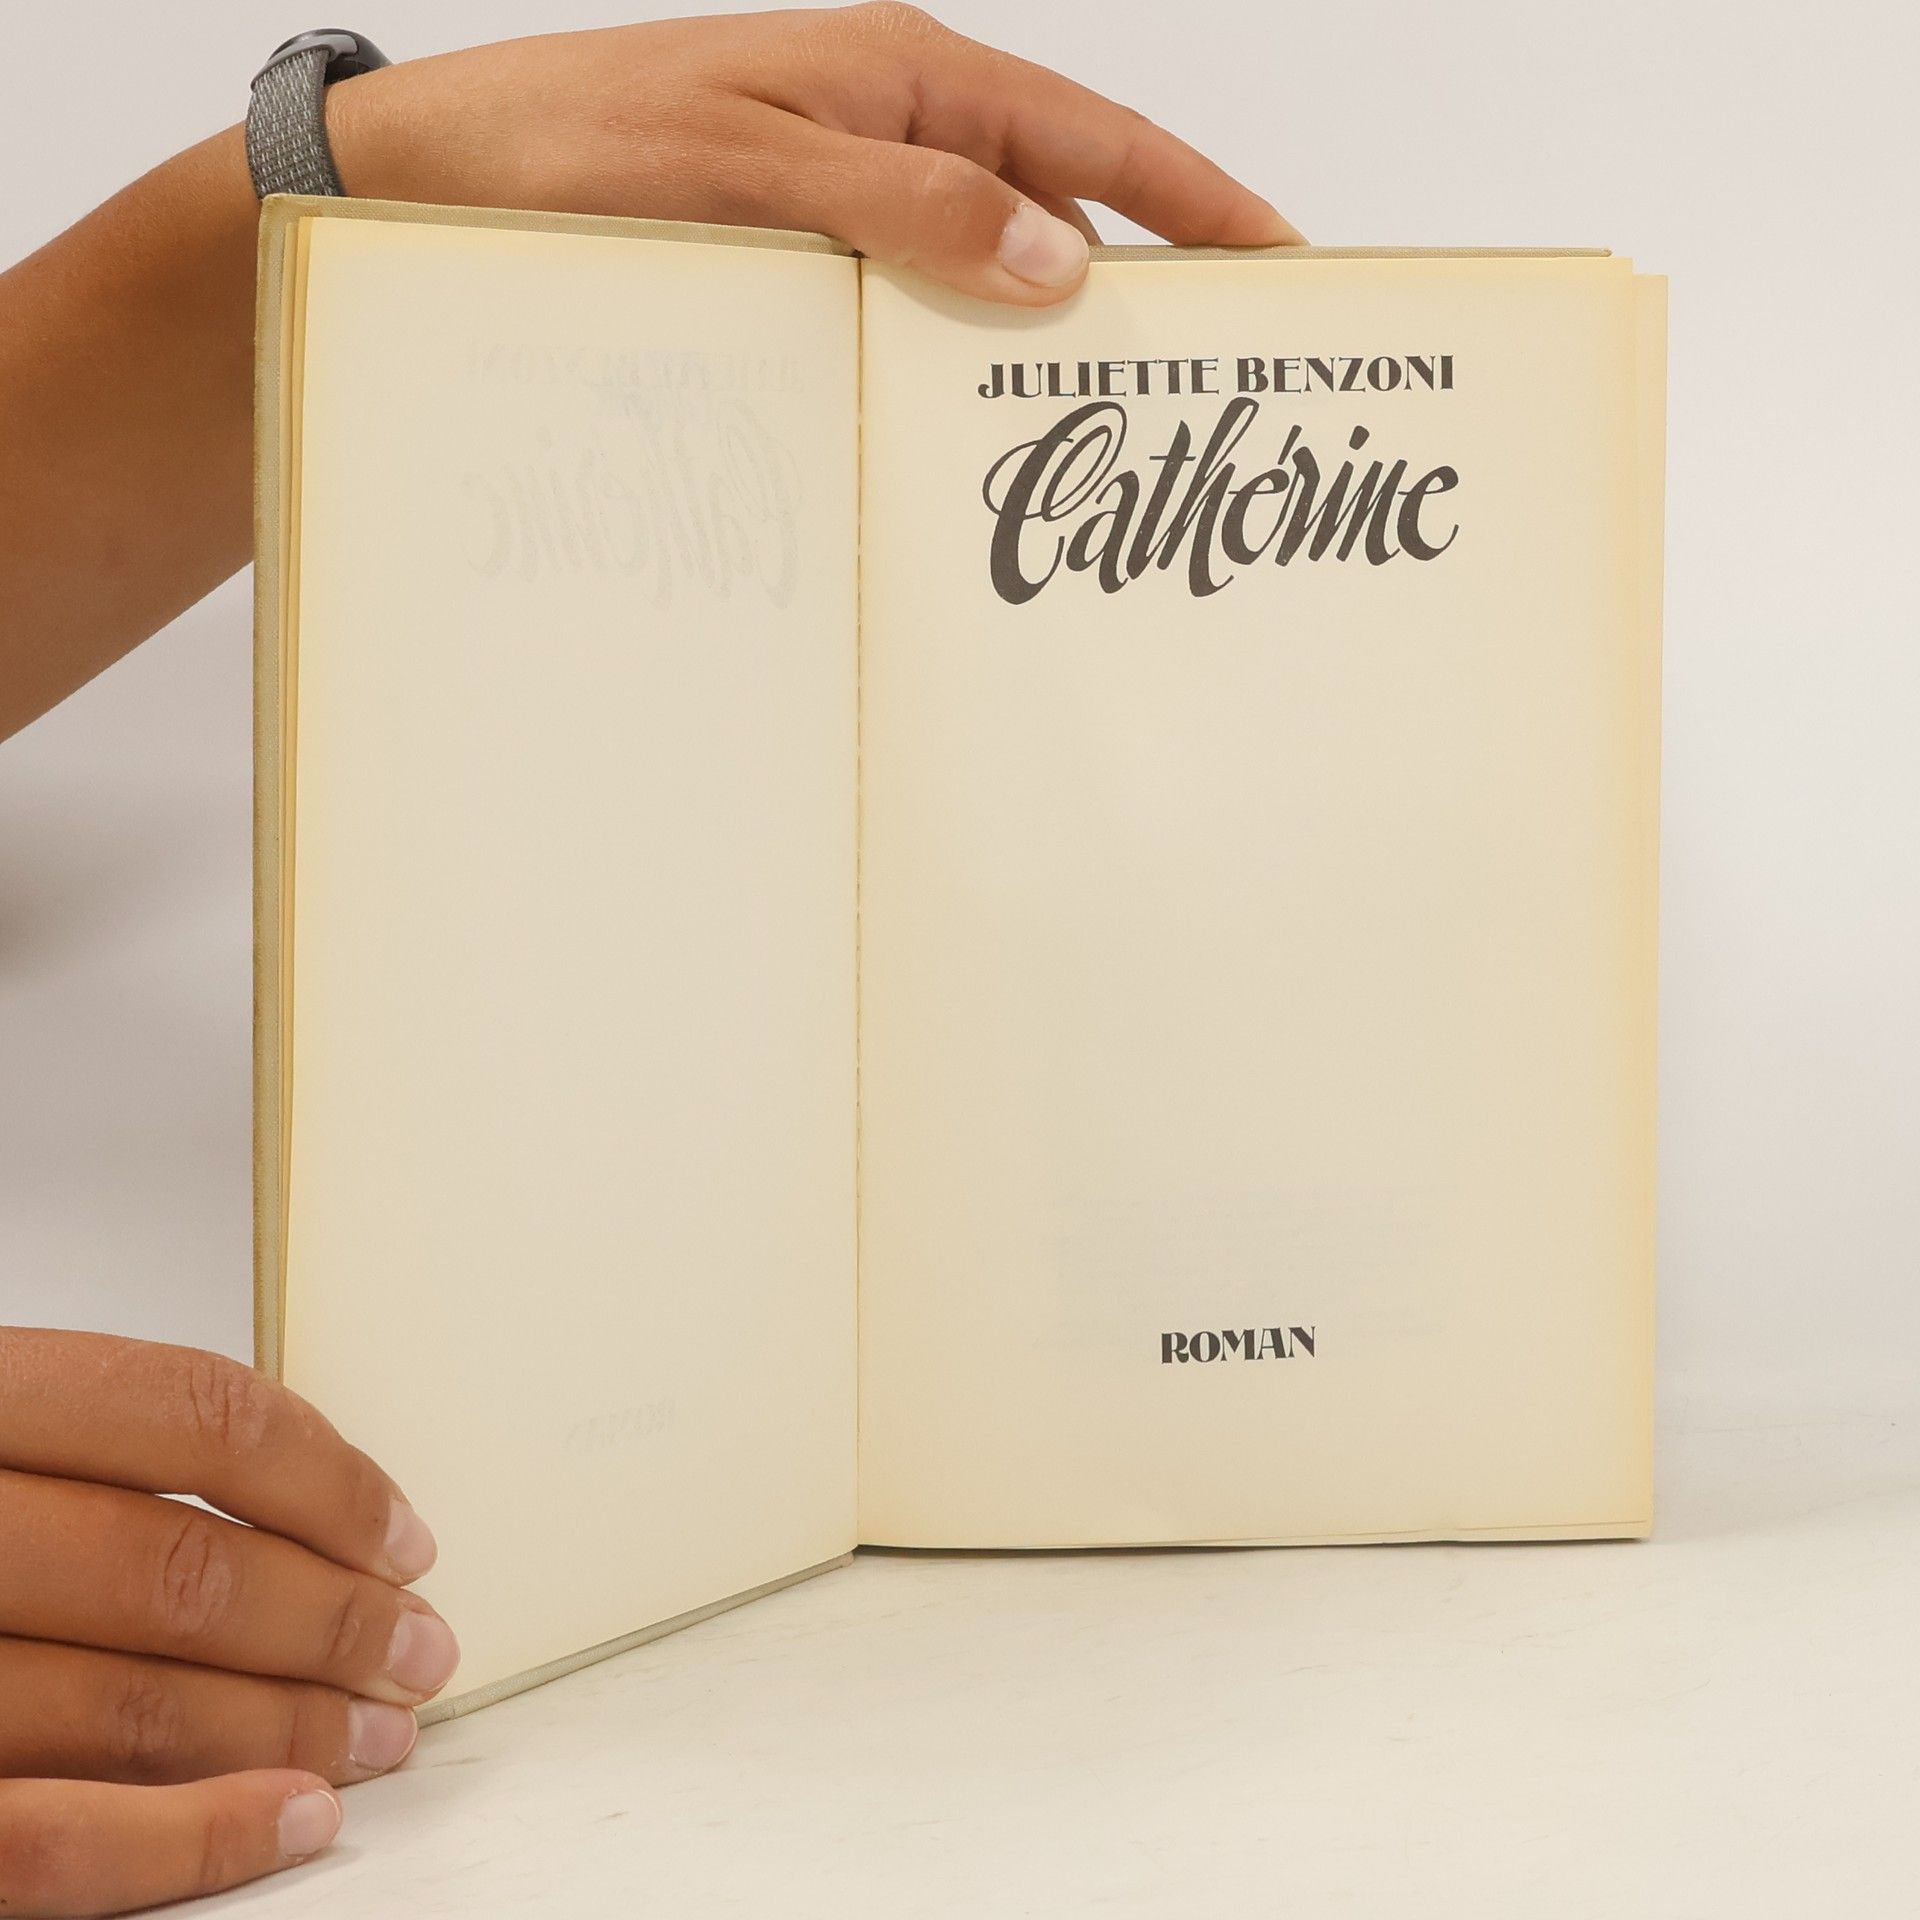 JULIETTE BENZONI
Cathérine
ROMAN